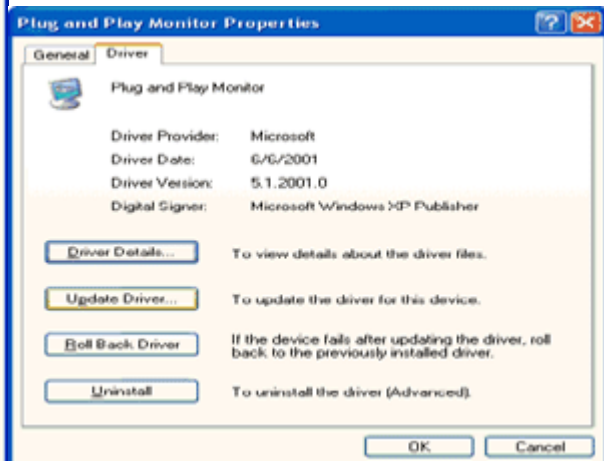 Plug and Play Monitor Properties
General Driver
Plug and Play Monitor
Driver Provider: Microsoft
Driver Date: 6/6/2001
Driver Version: 5.1.2001.0
Digital Signer: Microsoft Windows XP Publisher
Driver Details... To view details about the driver files.
Update Driver... To update the driver for this device.
Roll Back Driver If the device fails after updating the driver, roll
back to the previously installed driver.
Uninstall To uninstall the driver (Advanced).
OK Cancel